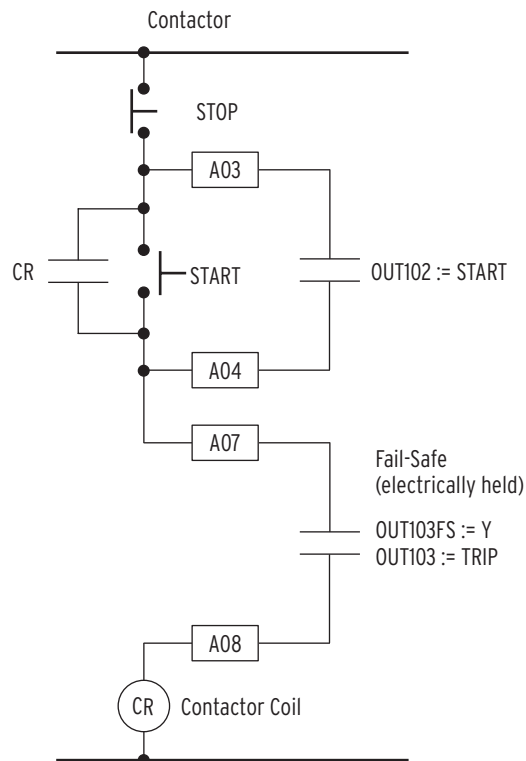 Contactor
STOP
A03
CR
START
OUT102 := START
A04
A07
Fail-Safe
(electrically held)
OUT103FS := Y
OUT103 := TRIP
A08
CR
Contactor Coil